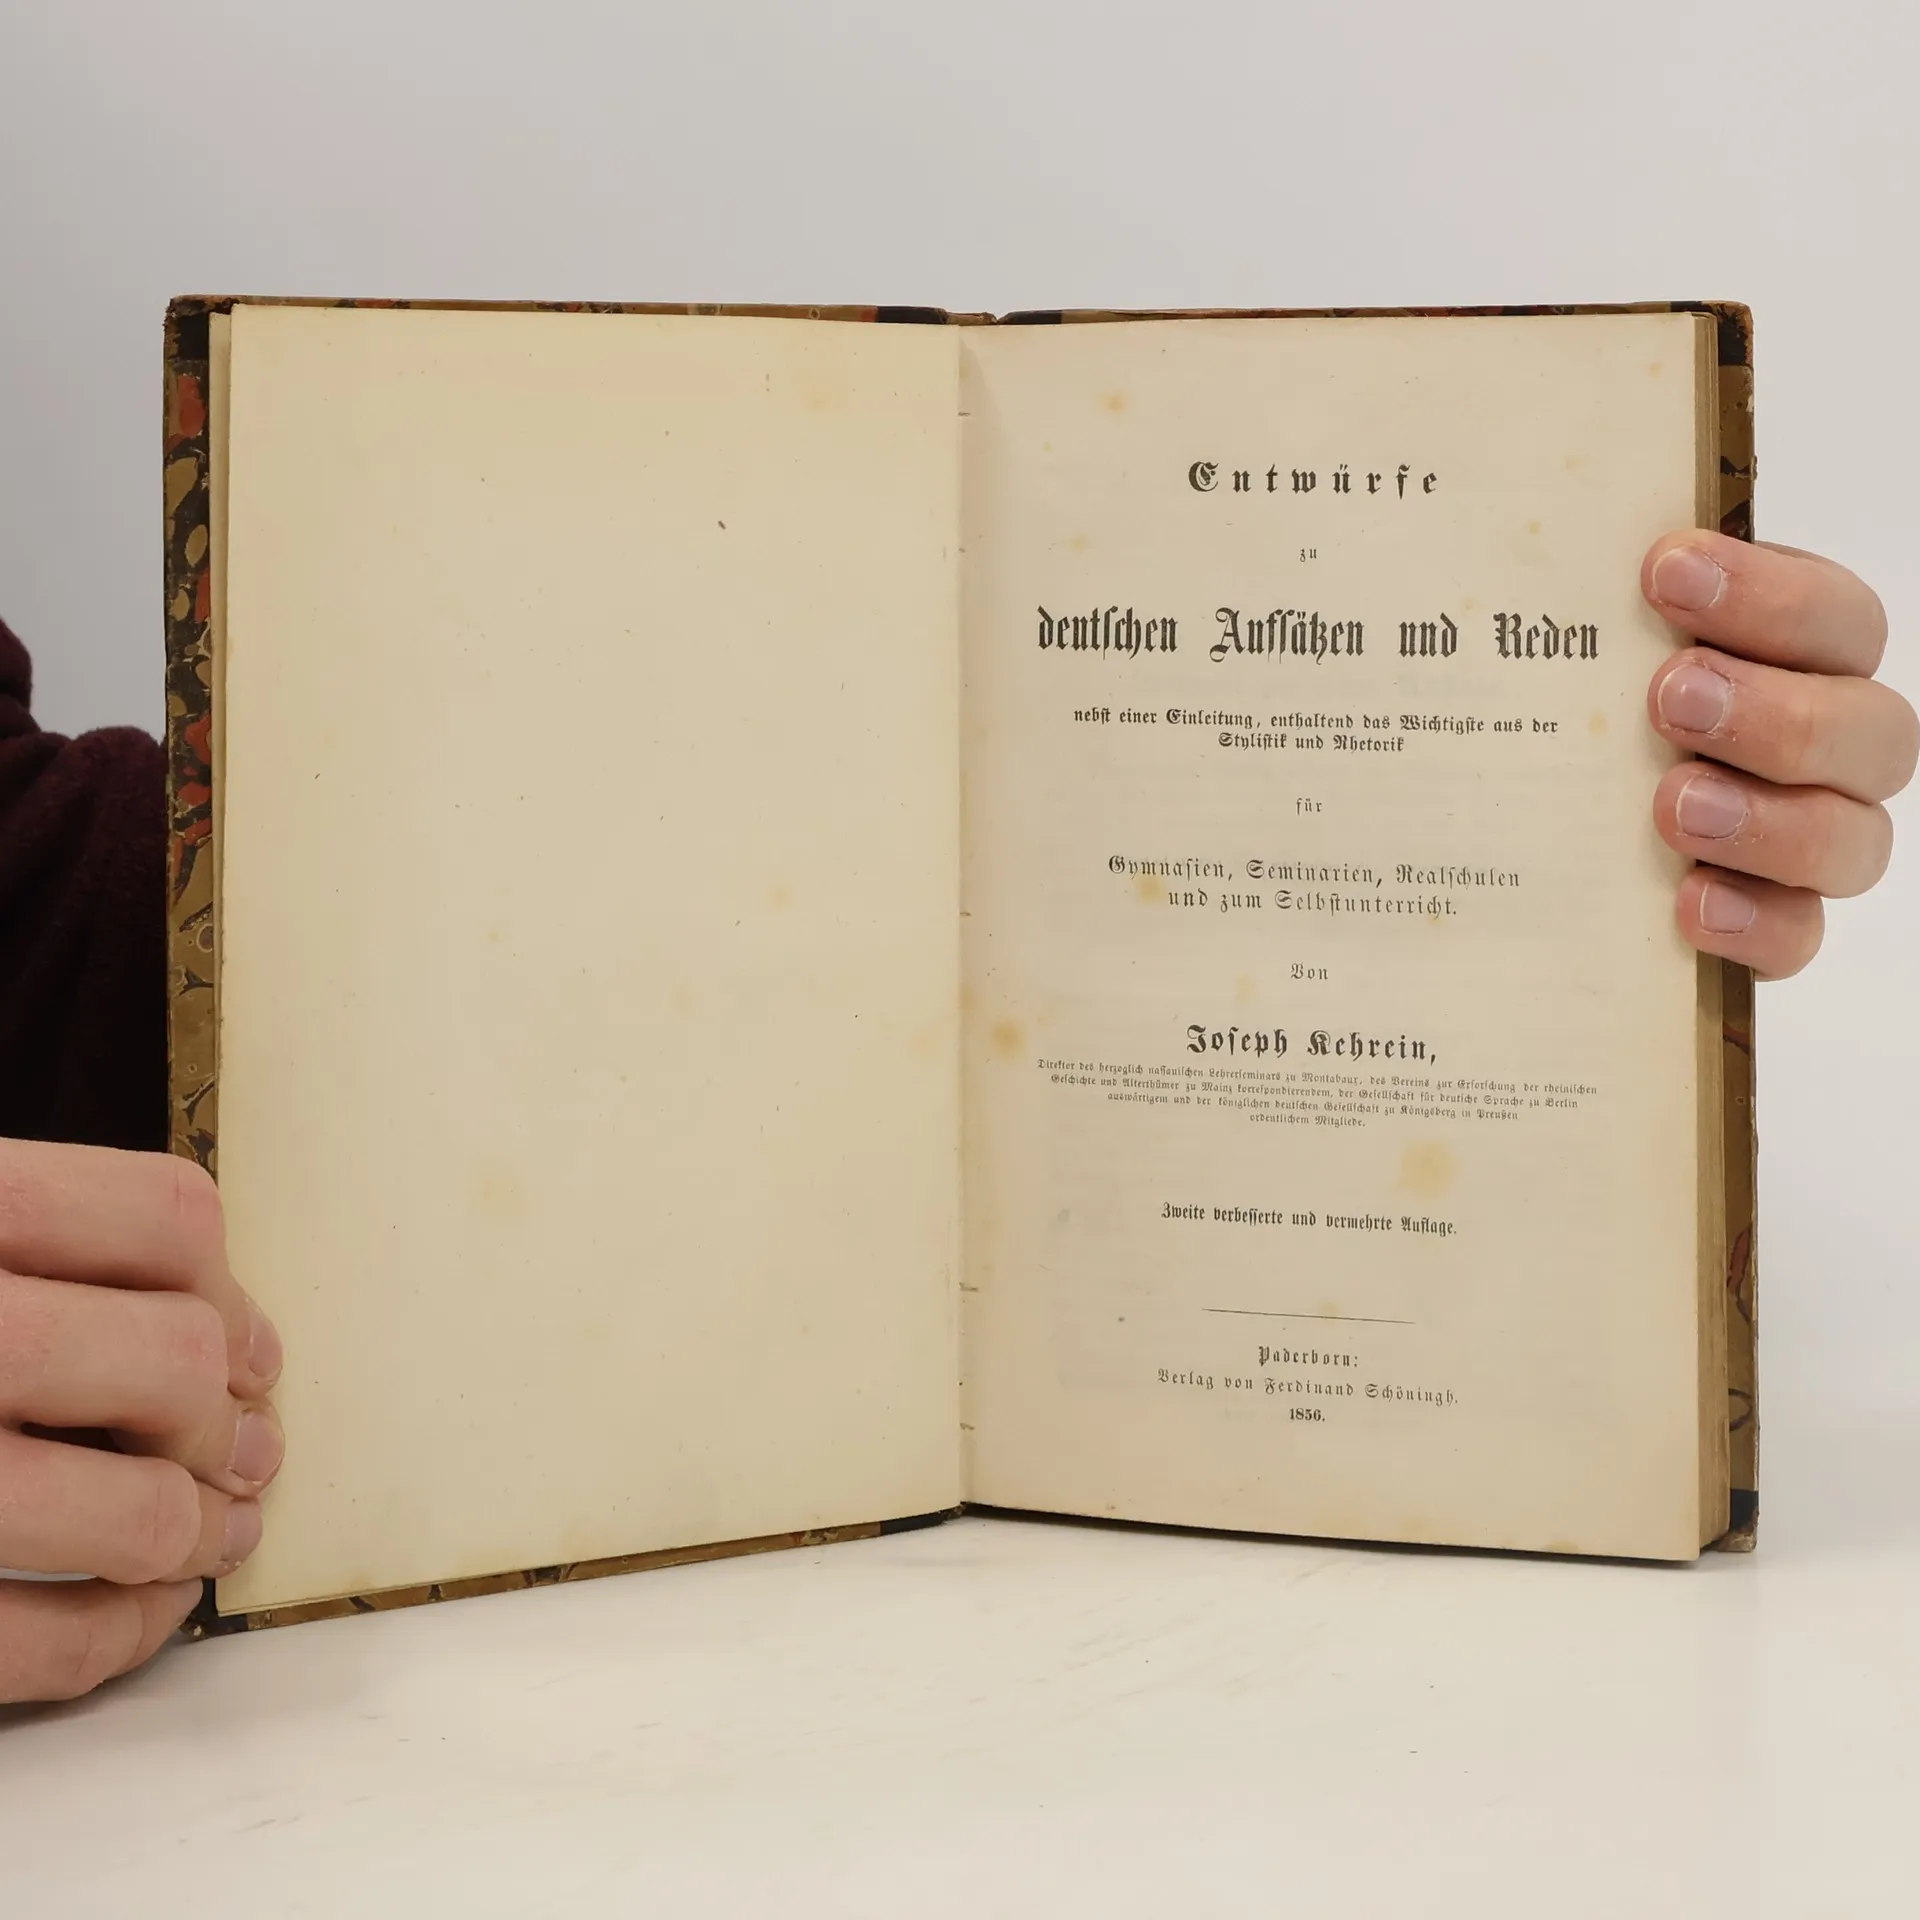 Entwürfe
zu
deutschen Aufsätzen und Reden
nebst einer Einleitung, enthaltend das Wichtigste aus der
Stylistik und Rhetorik
für
Gymnasien, Seminarien, Realschulen
und zum Selbstunterricht.
Von
Joseph Kehrein,
Direktor des herzoglich nassauischen Lehrerseminars zu Montabaur, des Vereins zur Erforschung der rheinischen
Geschichte und Alterthümer zu Mainz korrespondierendem, der Gesellschaft für deutsche Sprache zu Berlin
auswärtigem und der königlichen deutschen Gesellschaft zu Königsberg in Preußen
ordentlichem Mitgliede.
Zweite verbesserte und vermehrte Auflage.
Paderborn:
Verlag von Ferdinand Schöningh.
1856.